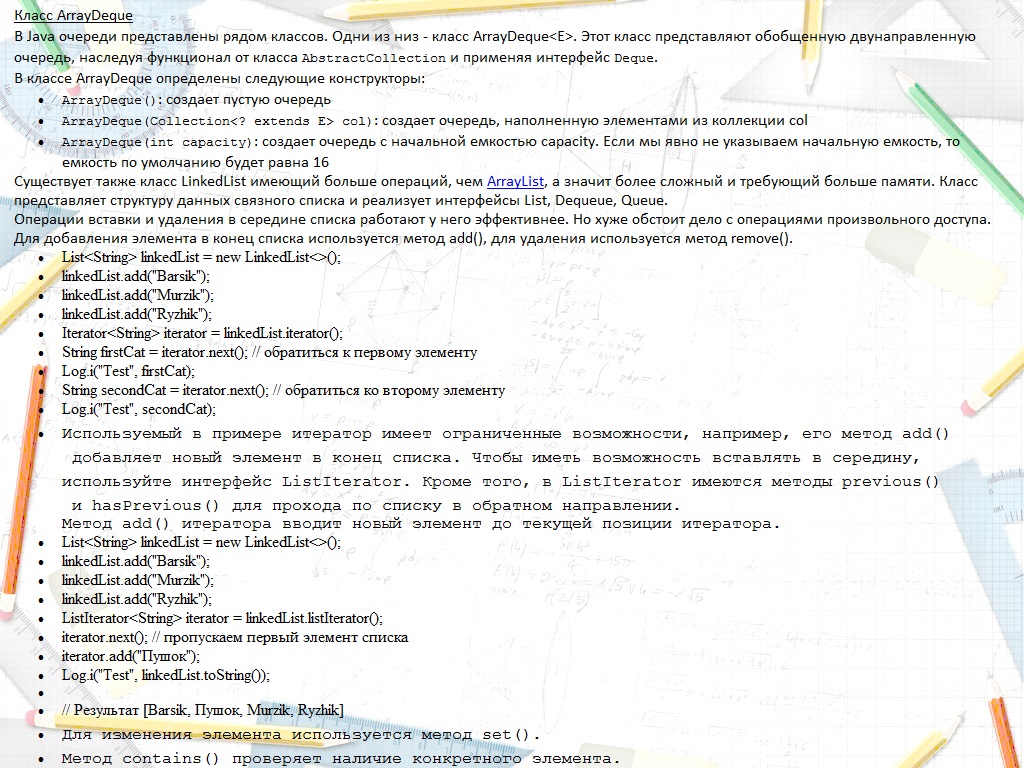 Класс ArrayDeque
В Java очереди представлены рядом классов. Одни из низ - класс ArrayDeque<E>. Этот класс представляют обобщенную двунаправленную
очередь, наследуя функционал от класса AbstractCollection и применяя интерфейс Deque.
В классе ArrayDeque определены следующие конструкторы:
• ArrayDeque(): создает пустую очередь
• ArrayDeque(Collection<? extends E> col): создает очередь, наполненную элементами из коллекции col
• ArrayDeque(int capacity): создает очередь с начальной емкостью capacity. Если мы явно не указываем начальную емкость, то
емкость по умолчанию будет равна 16
Существует также класс LinkedList имеющий больше операций, чем ArrayList, а значит более сложный и требующий больше памяти. Класс
представляет структуру данных связного списка и реализует интерфейсы List, Dequeue, Queue.
Операции вставки и удаления в середине списка работают у него эффективнее. Но хуже обстоит дело с операциями произвольного доступа.
Для добавления элемента в конец списка используется метод add(), для удаления используется метод remove().
• List<String> linkedList = new LinkedList<>();
• linkedList.add("Barsik");
• linkedList.add("Murzik");
• linkedList.add("Ryzhik");
• Iterator<String> iterator = linkedList.iterator();
• String firstCat = iterator.next(); // обратиться к первому элементу
• Log.i("Test", firstCat);
• String secondCat = iterator.next(); // обратиться ко второму элементу
• Log.i("Test", secondCat);
• Используемый в примере итератор имеет ограниченные возможности, например, его метод add()
добавляет новый элемент в конец списка. Чтобы иметь возможность вставлять в середину,
используйте интерфейс ListIterator. Кроме того, в ListIterator имеются методы previous()
и hasPrevious() для прохода по списку в обратном направлении.
Метод add() итератора вводит новый элемент до текущей позиции итератора.
• List<String> linkedList = new LinkedList<>();
• linkedList.add("Barsik");
• linkedList.add("Murzik");
• linkedList.add("Ryzhik");
• ListIterator<String> iterator = linkedList.listIterator();
• iterator.next(); // пропускаем первый элемент списка
• iterator.add("Пушок");
• Log.i("Test", linkedList.toString());
•
• // Результат [Barsik, Пушок, Murzik, Ryzhik]
• Для изменения элемента используется метод set().
• Метод contains() проверяет наличие конкретного элемента.